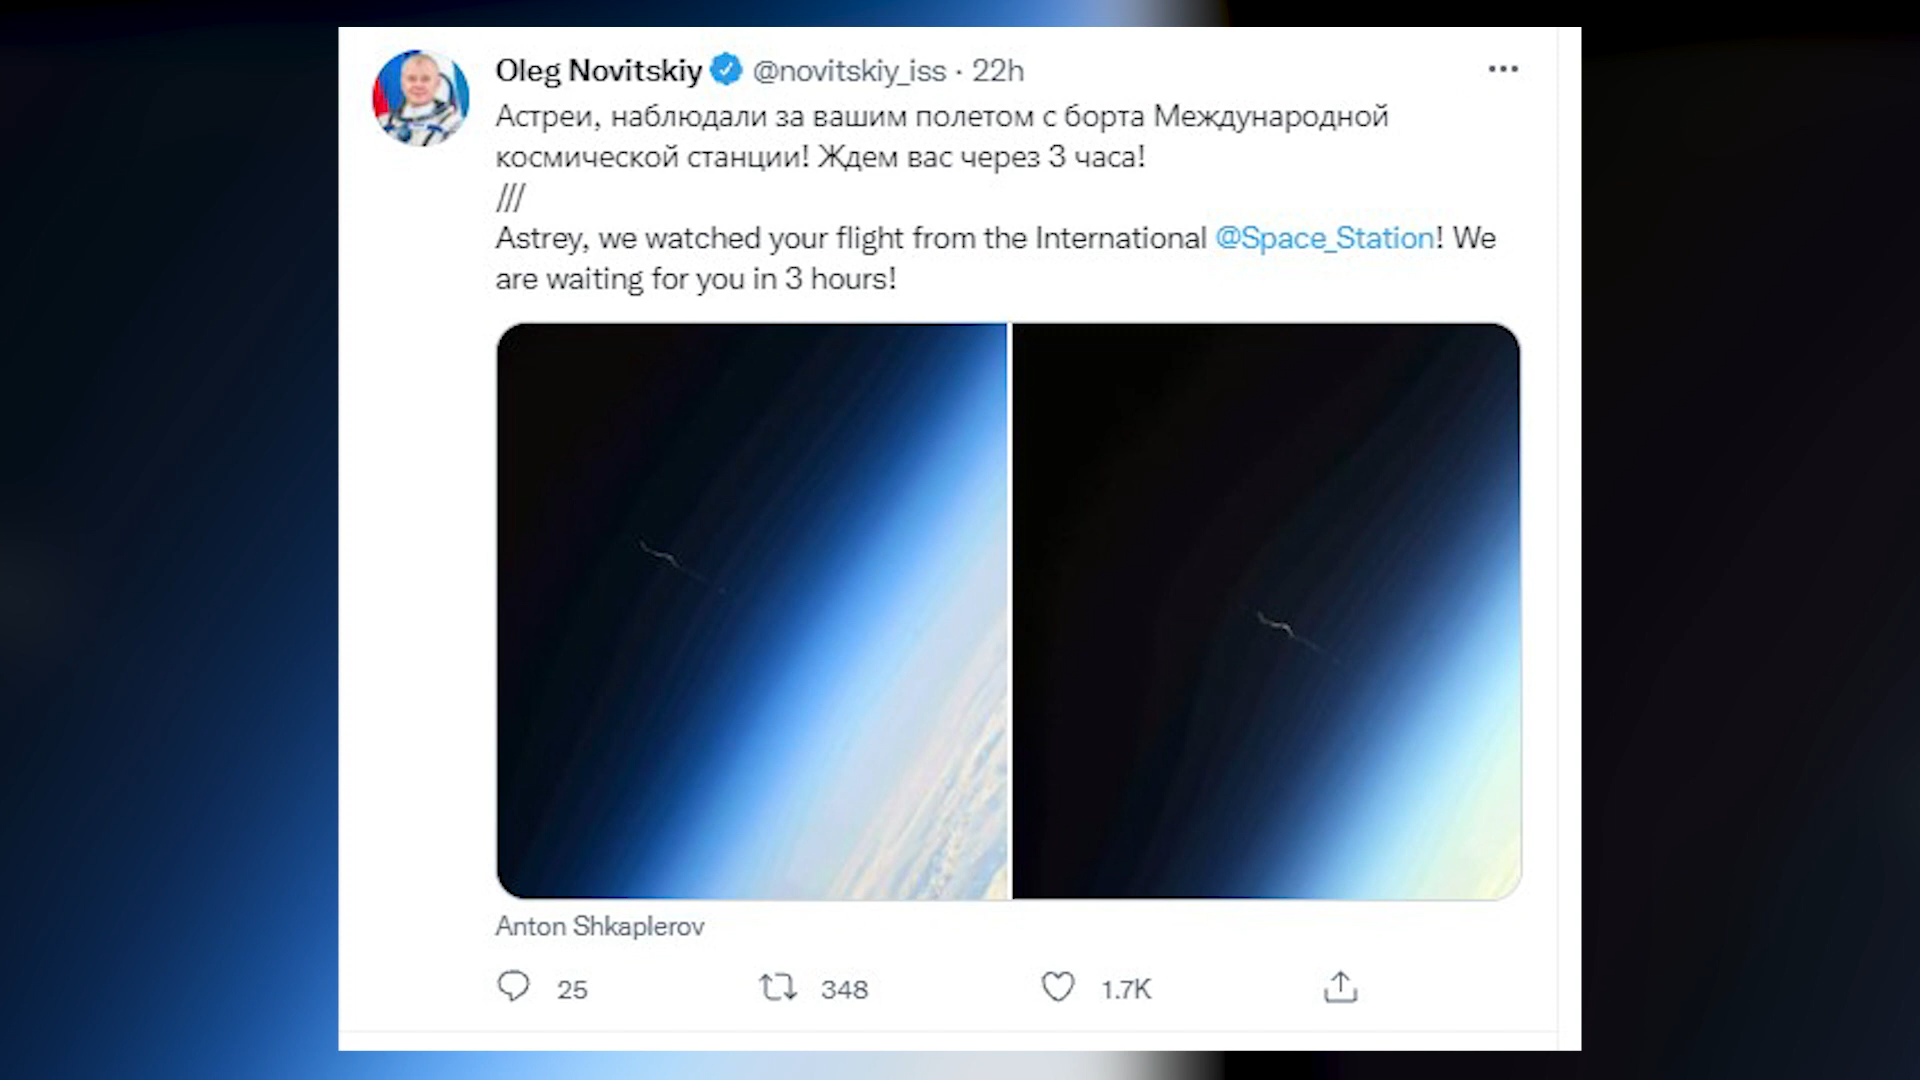 Oleg Novitskiy @novitskiy_iss · 22h
Астреи, наблюдали за вашим полетом с борта Международной
космической станции! Ждем вас через 3 часа!
///
Astrey, we watched your flight from the International @Space_Station! We
are waiting for you in 3 hours!
Anton Shkaplerov
25 348 1.7K